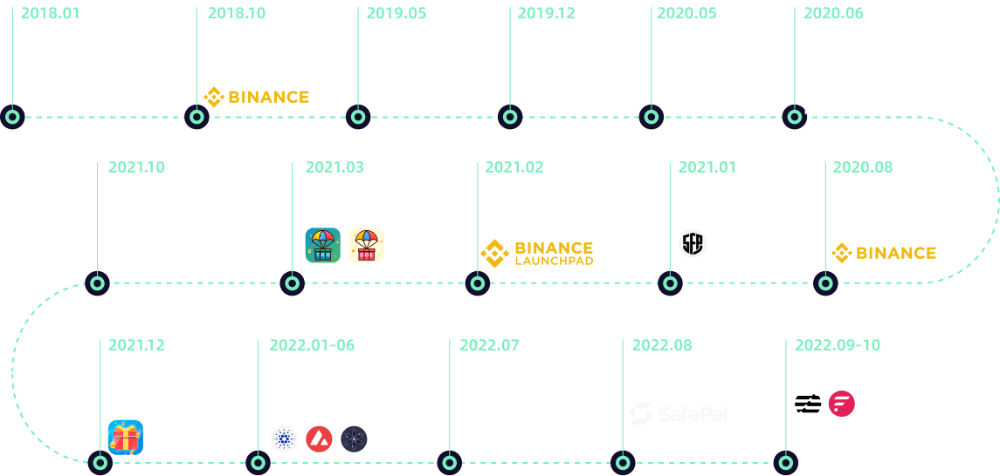 2018.01
2018.10
2019.05
2019.12
2020.05
2020.06
BINANCE
2021.10
2021.03
2021.02
2021.01
2020.08
TKO
BINANCE
LAUNCHPAD
SFP
BINANCE
2021.12
2022.01-06
2022.07
2022.08
2022.09-10
SafePal